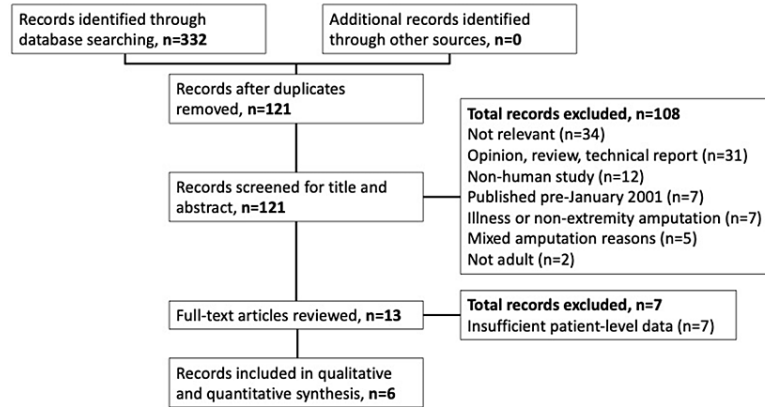 Records identified through
database searching, n=332
Additional records identified
through other sources, n=0
Records after duplicates
removed, n=121
Records screened for title and
abstract, n=121
Total records excluded, n=108
Not relevant (n=34)
Opinion, review, technical report (n=31)
Non-human study (n=12)
Published pre-January 2001 (n=7)
Illness or non-extremity amputation (n=7)
Mixed amputation reasons (n=5)
Not adult (n=2)
Full-text articles reviewed, n=13
Total records excluded, n=7
Insufficient patient-level data (n=7)
Records included in qualitative
and quantitative synthesis,
n=6